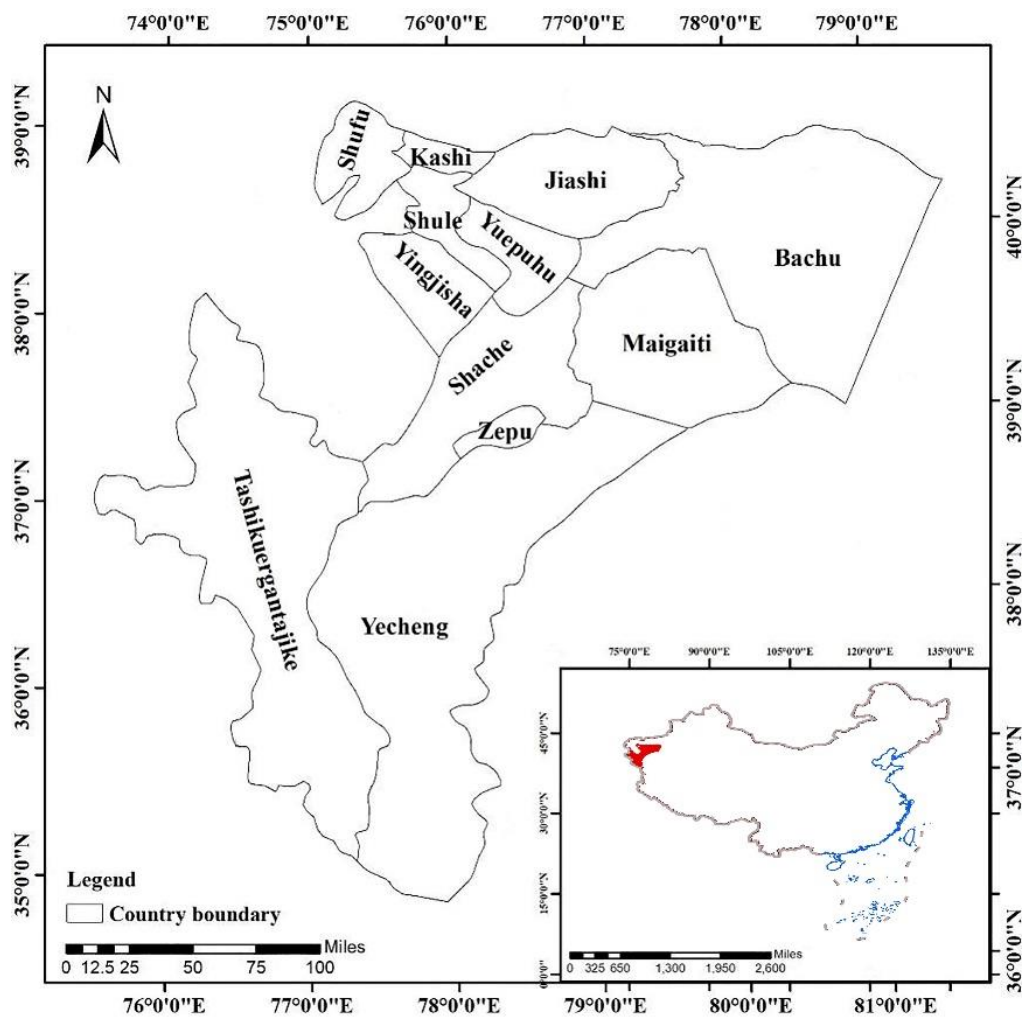 74°0'0"E 75°0'0"E 76°0'0"E 77°0'0"E 78°0'0"E 79°0'0"E
N
39°0'0"N
38°0'0"N
37°0'0"N
36°0'0"N
35°0'0"N
Shufu
Kashi
Jiashi
Shule
Yuepuhu
Bachu
Yingjisha
Maigaiti
Shache
Zepu
Tashikuergantajike
Yecheng
40°0'0"N
39°0'0"N
38°0'0"N
37°0'0"N
36°0'0"N
75°0'0"E 90°0'0"E 105°0'0"E 120°0'0"E 135°0'0"E
45°0'0"N
30°0'0"N
15°0'0"N
0°0'0"
Miles
0 325 650 1,300 1,950 2,600
Legend
Country boundary
Miles
0 12.5 25 50 75 100
76°0'0"E 77°0'0"E 78°0'0"E 79°0'0"E 80°0'0"E 81°0'0"E